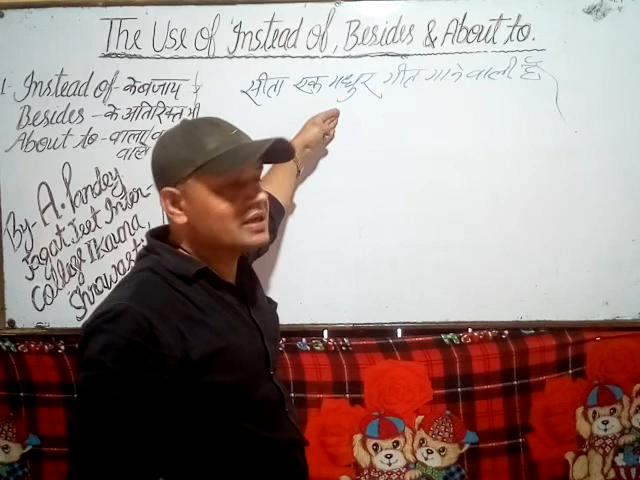 The Use of Instead of, Besides & About to.
1- Instead of - के बजाय
Besides - के अतिरिक्त भी
About to - वाला
वाले
सीता एक मधुर गीत गाने वाली है
By- A. Pandey
Jagat Jeet Inter-
College Ikauna,
Shrawasti